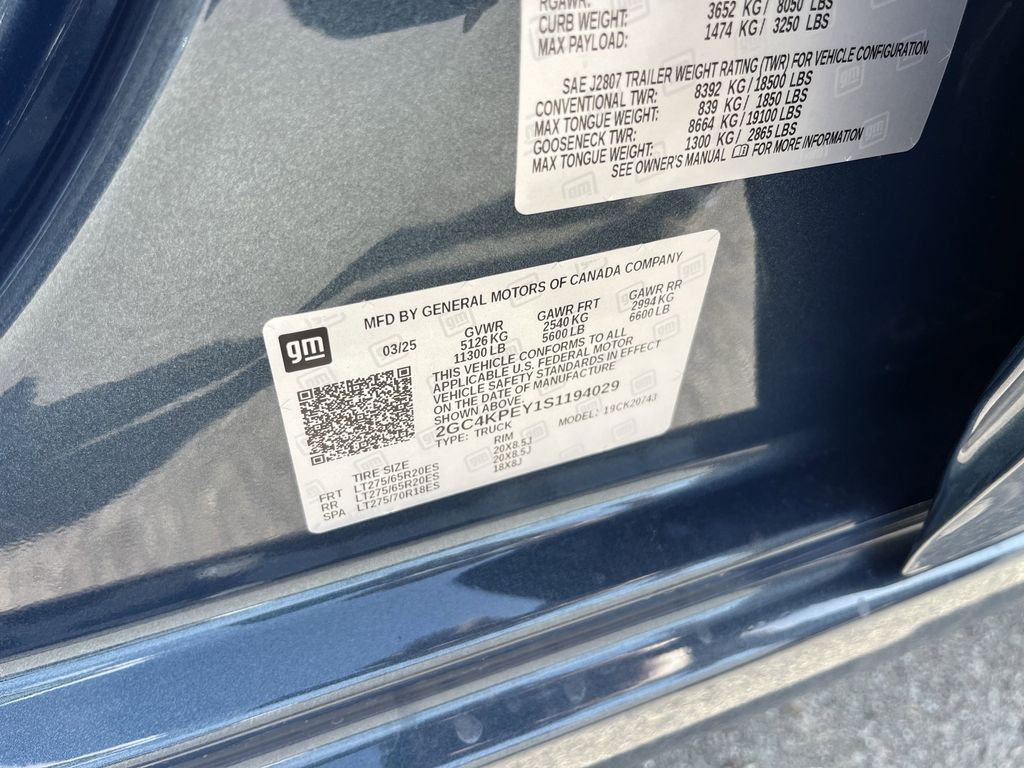 RGAWR:
CURB WEIGHT: 3652 KG / 8050 LBS
MAX PAYLOAD: 1474 KG / 3250 LBS
SAE J2807 TRAILER WEIGHT RATING (TWR) FOR VEHICLE CONFIGURATION.
CONVENTIONAL TWR: 8392 KG / 18500 LBS
MAX TONGUE WEIGHT: 839 KG / 1850 LBS
GOOSENECK TWR: 8664 KG / 19100 LBS
MAX TONGUE WEIGHT: 1300 KG / 2865 LBS
SEE OWNER'S MANUAL FOR MORE INFORMATION
MFD BY GENERAL MOTORS OF CANADA COMPANY
gm
03/25
GVWR GAWR FRT GAWR RR
5126 KG 2540 KG 2994 KG
11300 LB 5600 LB 6600 LB
THIS VEHICLE CONFORMS TO ALL
APPLICABLE U.S. FEDERAL MOTOR
VEHICLE SAFETY STANDARDS IN EFFECT
ON THE DATE OF MANUFACTURE
SHOWN ABOVE.
2GC4KPEY1S1194029
TYPE: TRUCK MODEL: 19CK20743
TIRE SIZE RIM
FRT LT275/65R20ES 20X8.5J
RR LT275/65R20ES 20X8.5J
SPA LT275/70R18ES 18X8J